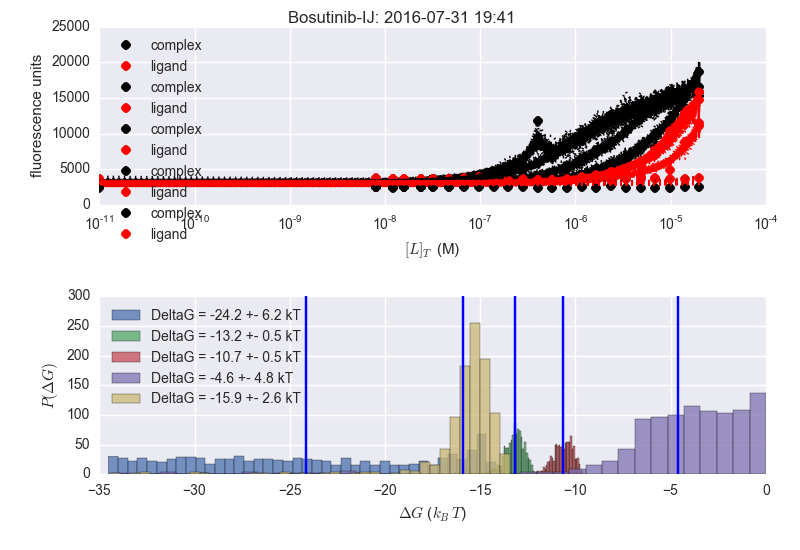 Bosutinib-IJ: 2016-07-31 19:41
fluorescence units
25000
20000
15000
10000
5000
0
complex
ligand
complex
ligand
complex
ligand
complex
ligand
complex
ligand
10^-11 10^-10 10^-9 10^-8 10^-7 10^-6 10^-5 10^-4
[L]_T (M)
P(ΔG)
300
250
200
150
100
50
0
DeltaG = -24.2 +- 6.2 kT
DeltaG = -13.2 +- 0.5 kT
DeltaG = -10.7 +- 0.5 kT
DeltaG = -4.6 +- 4.8 kT
DeltaG = -15.9 +- 2.6 kT
−35 −30 −25 −20 −15 −10 −5 0
ΔG (k_B T)